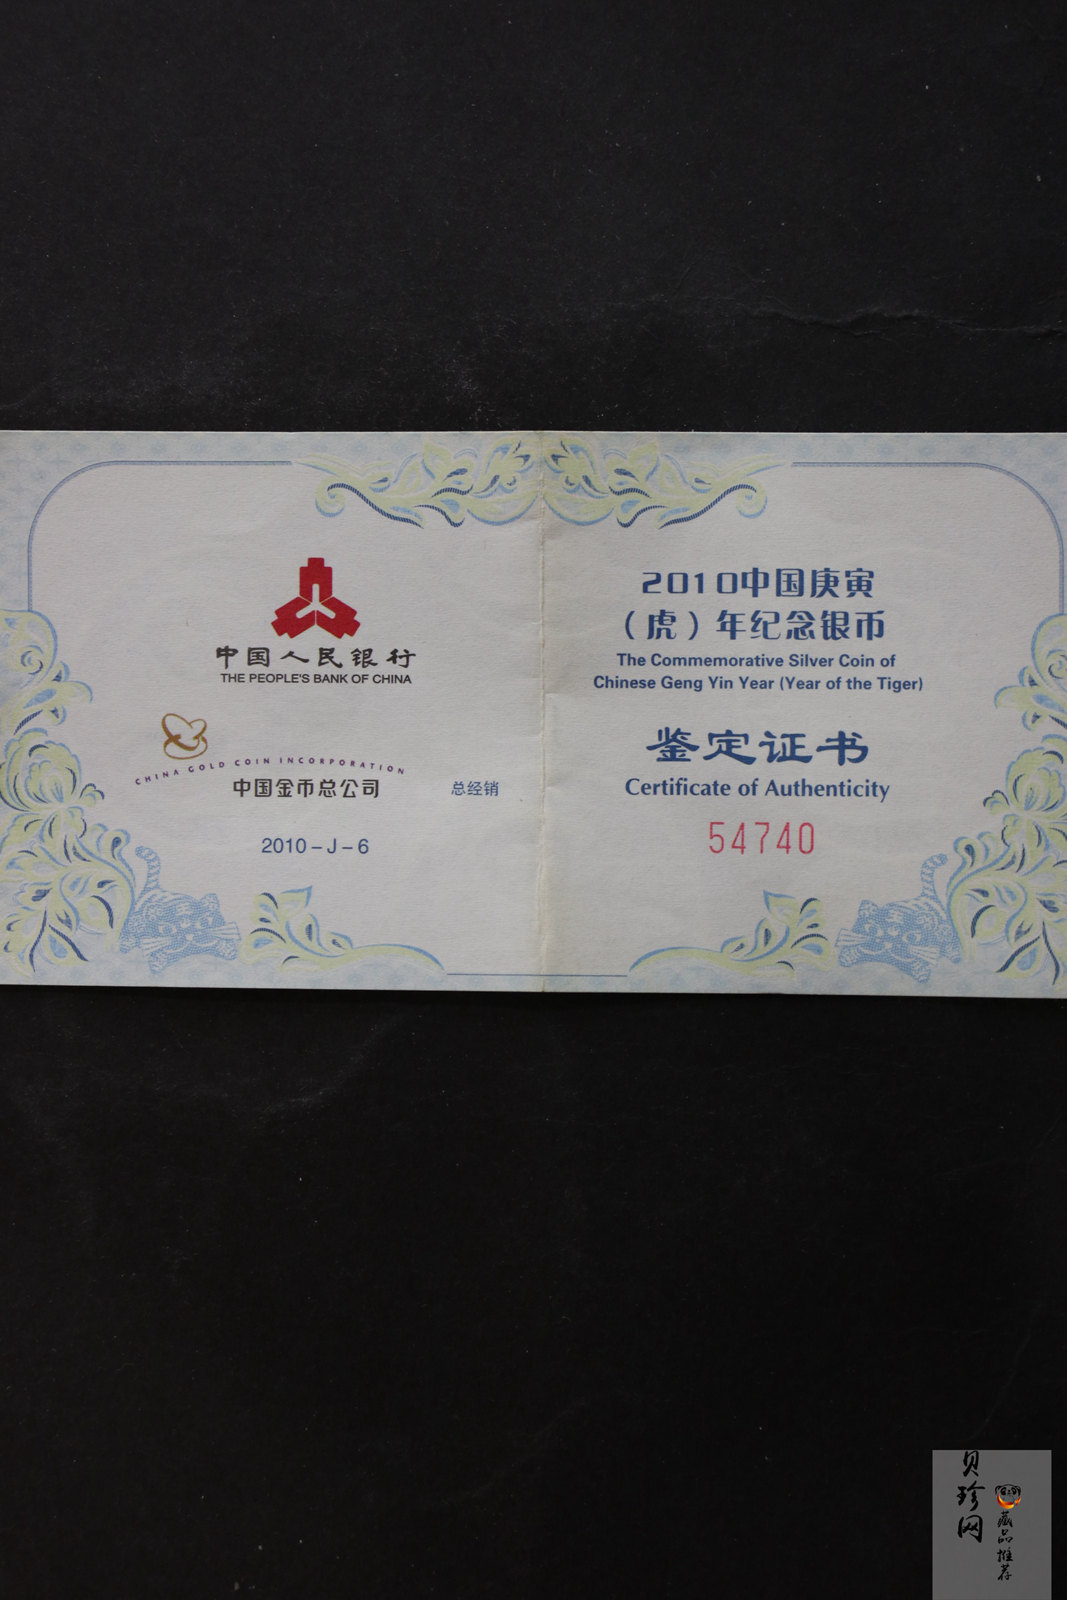 中国人民银行
THE PEOPLE'S BANK OF CHINA
CHINA GOLD COIN INCORPORATION
中国金币总公司 总经销
2010－J－6
2010中国庚寅
（虎）年纪念银币
The Commemorative Silver Coin of
Chinese Geng Yin Year (Year of the Tiger)
鉴定证书
Certificate of Authenticity
54740
贝珍网
藏品推荐